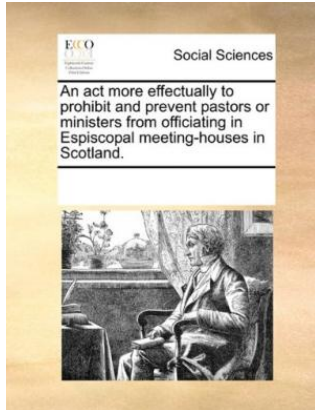 ECCO
Social Sciences
An act more effectually to
prohibit and prevent pastors or
ministers from officiating in
Espiscopal meeting-houses in
Scotland.